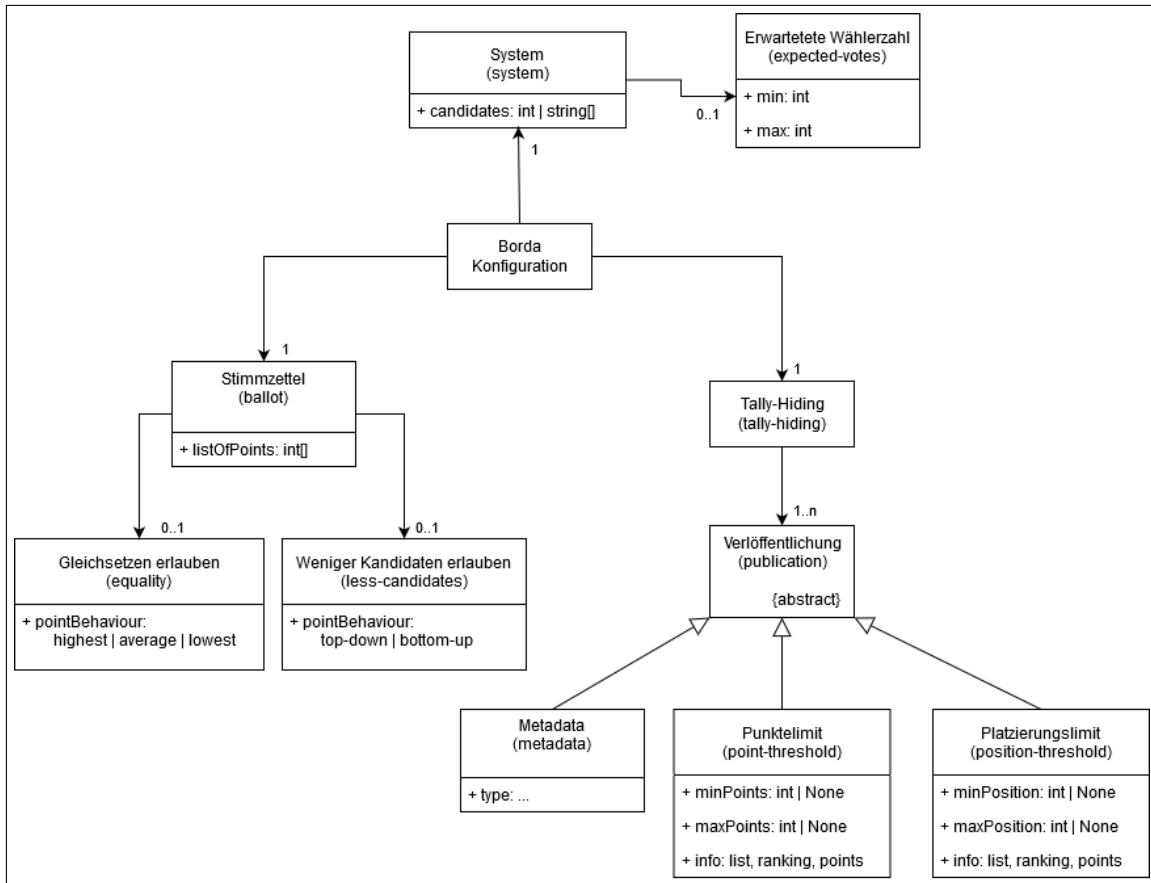 System
(system)
+ candidates: int | string[]
Erwartetete Wählerzahl
(expected-votes)
+ min: int
+ max: int
0..1
1
Borda
Konfiguration
1
1
Stimmzettel
(ballot)
+ listOfPoints: int[]
Tally-Hiding
(tally-hiding)
0..1
0..1
1..n
Gleichsetzen erlauben
(equality)
+ pointBehaviour:
highest | average | lowest
Weniger Kandidaten erlauben
(less-candidates)
+ pointBehaviour:
top-down | bottom-up
Verlöffentlichung
(publication)
{abstract}
Metadata
(metadata)
+ type: ...
Punktelimit
(point-threshold)
+ minPoints: int | None
+ maxPoints: int | None
+ info: list, ranking, points
Platzierungslimit
(position-threshold)
+ minPosition: int | None
+ maxPosition: int | None
+ info: list, ranking, points